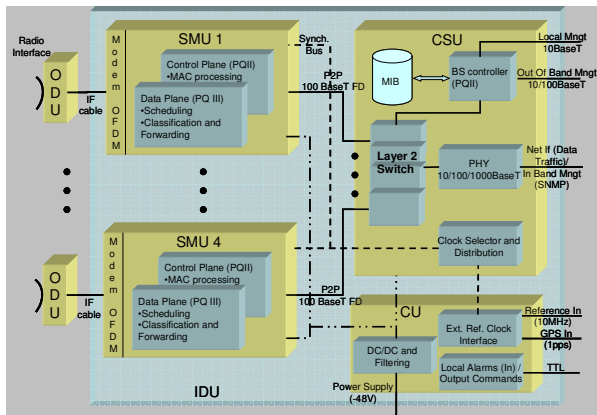 Radio
Interface
ODU
IF
cable
SMU 1
Modem OFDM
Control Plane (PQII)
•MAC processing
Data Plane (PQ III)
•Scheduling
•Classification and
Forwarding
Synch.
Bus
P2P
100 BaseT FD
CSU
MIB
BS controller
(PQII)
Local Mngt
10BaseT
Out Of Band Mngt
10/100BaseT
Layer 2
Switch
PHY
10/100/1000BaseT
Net If (Data
Traffic)/
In Band Mngt
(SNMP)
Clock Selector and
Distribution
ODU
IF
cable
SMU 4
Modem OFDM
Control Plane (PQII)
•MAC processing
Data Plane (PQ III)
•Scheduling
•Classification and
Forwarding
P2P
100 BaseT FD
CU
Ext. Ref. Clock
Interface
Reference In
(10MHz)
GPS In
(1pps)
DC/DC and
Filtering
Local Alarms (In) /
Output Commands
TTL
Power Supply
(-48V)
IDU